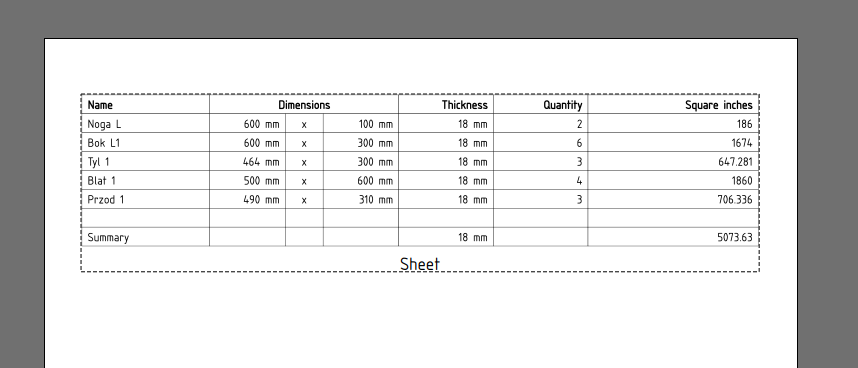 Name Dimensions Thickness Quantity Square inches
Noga L 600 mm x 100 mm 18 mm 2 186
Bok L1 600 mm x 300 mm 18 mm 6 1674
Tyl 1 464 mm x 300 mm 18 mm 3 647.281
Blat 1 500 mm x 600 mm 18 mm 4 1860
Przod 1 490 mm x 310 mm 18 mm 3 706.336
Summary 18 mm 5073.63
Sheet